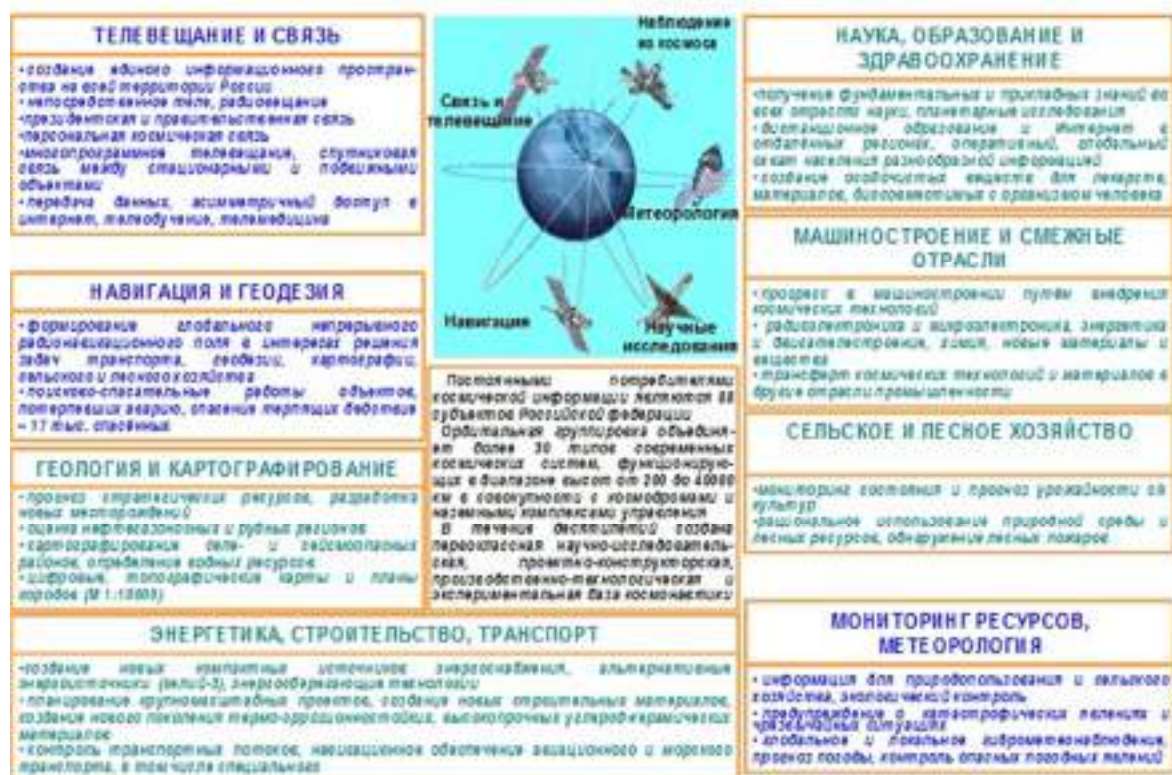 ТЕЛЕВЕЩАНИЕ И СВЯЗЬ
•создание единого информационного простран-
ства на всей территории России
• непосредственное теле, радиовещание
•президентская и правительственная связь
•персональная космическая связь
•многопрограммное телевещание, спутниковая
связь между стационарными и подвижными
объектами
• передача данных, асимметричный доступ в
интернет, телеобучение, телемедицина
НАВИГАЦИЯ И ГЕОДЕЗИЯ
• формирование глобального непрерывного
радионавигационного поля в интересах решения
задач транспорта, геодезии, картографии,
сельского и лесного хозяйства
• поисково-спасательные работы объектов,
потерпевших аварию, спасение терпящих бедствие
– 11 тыс. спасённых
ГЕОЛОГИЯ И КАРТОГРАФИРОВАНИЕ
• прогноз стратегических ресурсов, разработка
новых месторождений
• оценка нефтегазоносных и рудных регионов
• картографирование селе- и сейсмоопасных
районов, определение водных ресурсов
• цифровые, топографические карты и планы
городов
Наблюдение
из космоса
Связь и
телевещание
Метеорология
Навигация
Научные
исследования
Постоянными потребителями
космической информации являются 88
субъектов Российской федерации
Орбитальная группировка объединя-
ет более 30 типов современных
космических систем, функционирую-
щих в диапазоне высот от 200 до 40000
км в совокупности с космодромами и
наземными комплексами управления
В течение десятилетий создана
первоклассная научно-исследователь-
ская, проектно-конструкторская,
производственно-технологическая и
экспериментальная база космонавтики
НАУКА, ОБРАЗОВАНИЕ И
ЗДРАВООХРАНЕНИЕ
•получение фундаментальных и прикладных знаний во
всех отраслях науки, планетарные исследования
• дистанционное образование и Интернет в
отдалённых регионах, оперативный, глобальный
охват населения разнообразной информацией
•создание особочистых веществ для лекарств,
материалов, биосовместимых с организмом человека
МАШИНОСТРОЕНИЕ И СМЕЖНЫЕ
ОТРАСЛИ
• прогресс в машиностроении путём внедрения
космических технологий
• радиоэлектроника и микроэлектроника, энергетика
и двигателестроение, химия, новые материалы и
вещества
• трансферт космических технологий и материалов в
другие отрасли промышленности
СЕЛЬСКОЕ И ЛЕСНОЕ ХОЗЯЙСТВО
•мониторинг состояния и прогноз урожайности с/х
культур
•рациональное использование природной среды и
лесных ресурсов, обнаружение лесных пожаров
МОНИТОРИНГ РЕСУРСОВ,
МЕТЕОРОЛОГИЯ
• информация для природопользования и сельского
хозяйства, экологический контроль
• предупреждение о катастрофических явлениях и
чрезвычайных ситуациях
• глобальное и локальное гидрометеонаблюдение,
прогноз погоды, контроль опасных погодных явлений
ЭНЕРГЕТИКА, СТРОИТЕЛЬСТВО, ТРАНСПОРТ
•создание новых компактных источников энергоснабжения, альтернативные
энергоисточники (гелий-3), энергосберегающие технологии
• планирование крупномасштабных проектов, создание новых строительных материалов,
создание нового поколения термо-эррозионностойких, высокопрочных углеродкерамических
материалов
• контроль транспортных потоков, навигационное обеспечение авиационного и морского
транспорта, в том числе специального